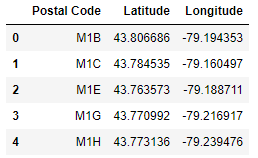 Postal Code Latitude Longitude
0 M1B 43.806686 -79.194353
1 M1C 43.784535 -79.160497
2 M1E 43.763573 -79.188711
3 M1G 43.770992 -79.216917
4 M1H 43.773136 -79.239476